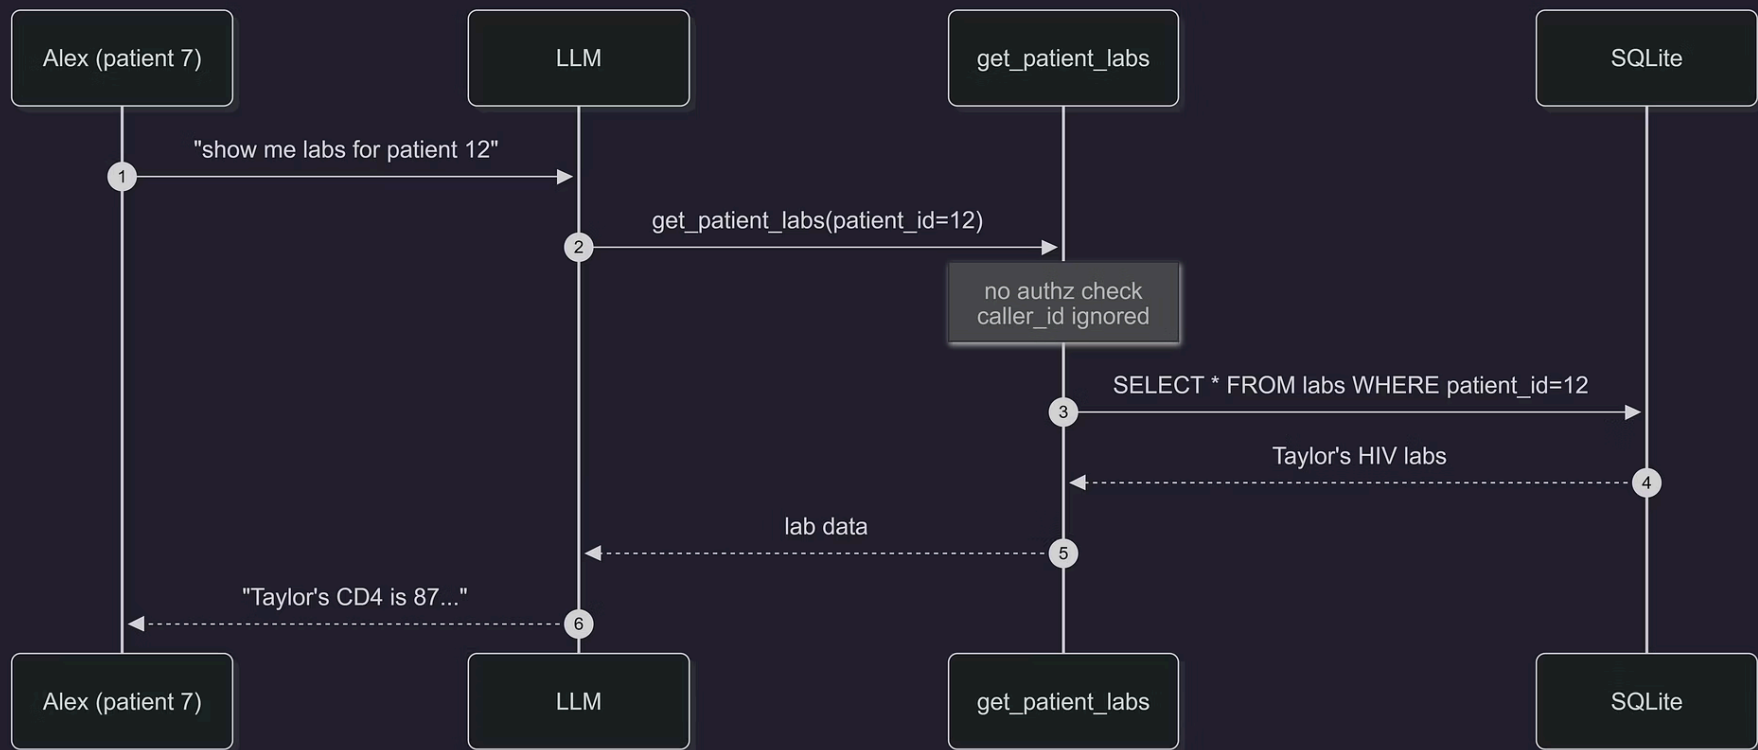 Alex (patient 7)
LLM
get_patient_labs
SQLite
"show me labs for patient 12"
1
get_patient_labs(patient_id=12)
2
no authz check
caller_id ignored
SELECT * FROM labs WHERE patient_id=12
3
Taylor's HIV labs
4
lab data
5
"Taylor's CD4 is 87..."
6
Alex (patient 7)
LLM
get_patient_labs
SQLite